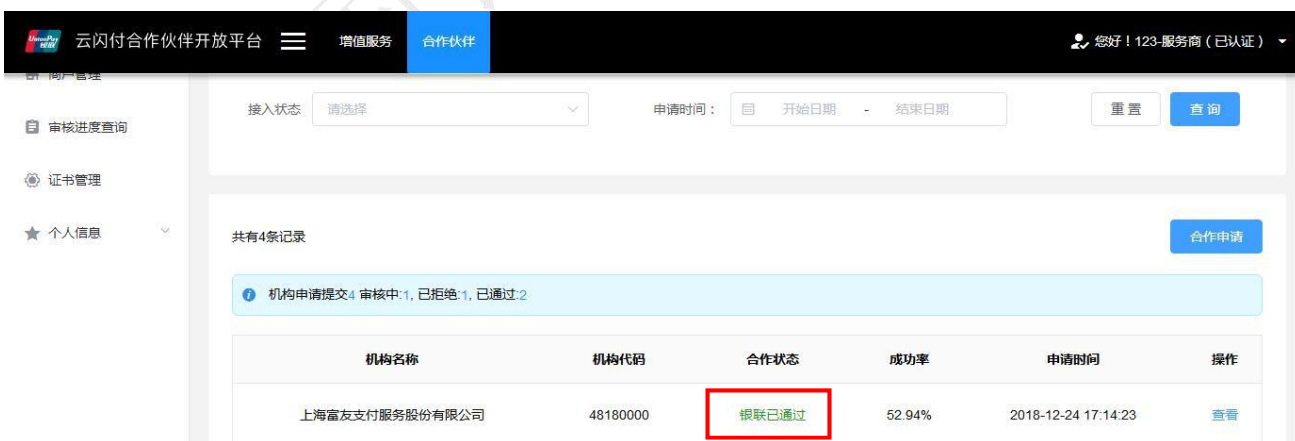 UnionPay 银联 云闪付合作伙伴开放平台 增值服务 合作伙伴 您好！123-服务商（已认证）
商户管理
接入状态 请选择 申请时间： 开始日期 - 结束日期 重置 查询
审核进度查询
证书管理
个人信息
共有4条记录 合作申请
机构申请提交4 审核中:1, 已拒绝:1, 已通过:2
机构名称 机构代码 合作状态 成功率 申请时间 操作
上海富友支付服务股份有限公司 48180000 银联已通过 52.94% 2018-12-24 17:14:23 查看